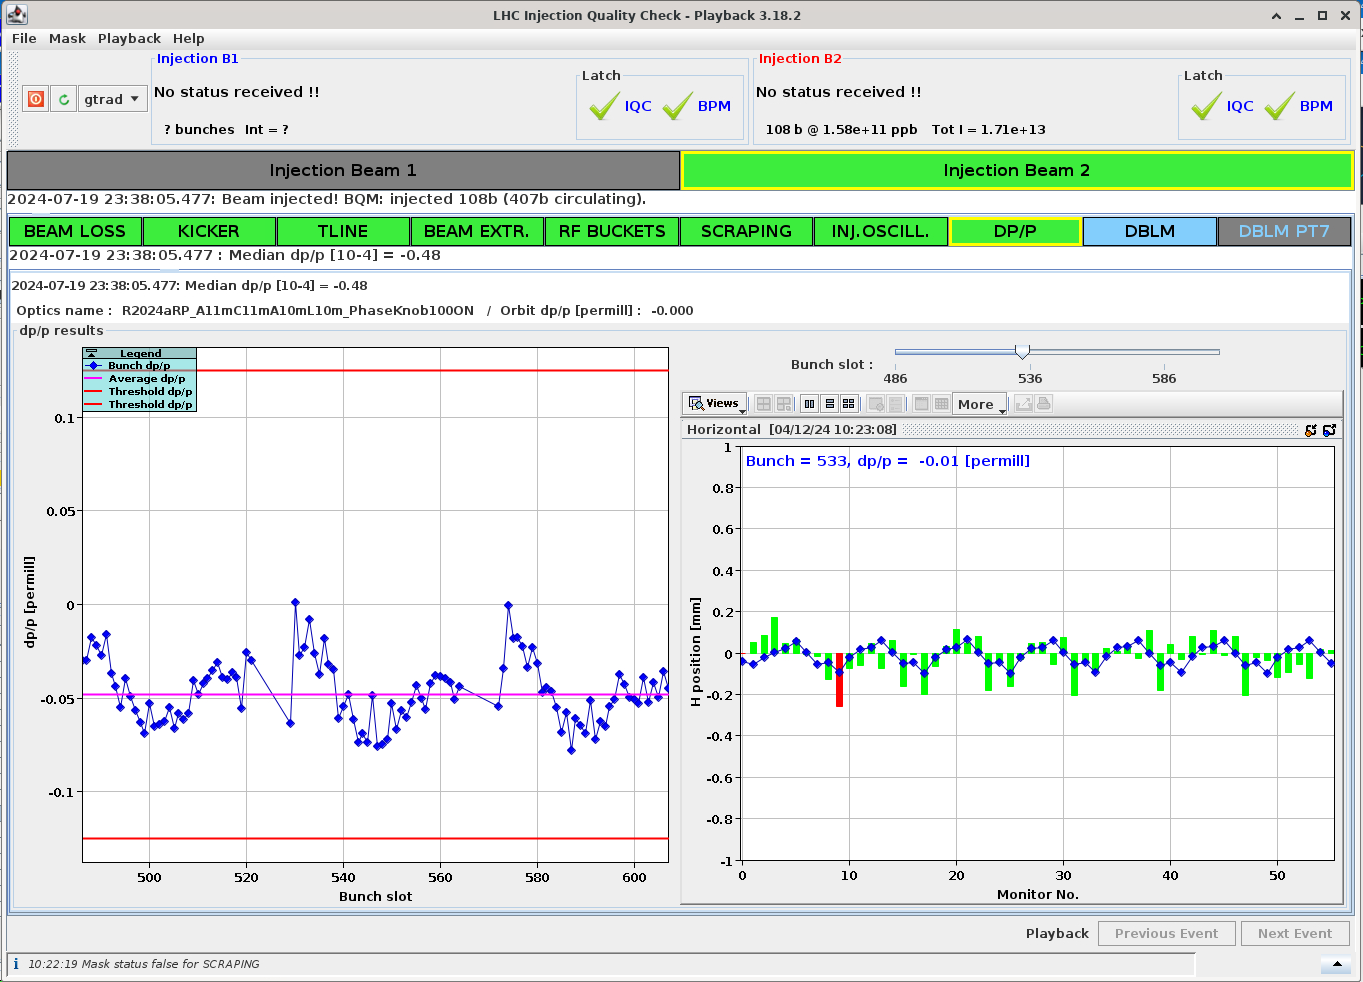 LHC Injection Quality Check - Playback 3.18.2
File Mask Playback Help
Injection B1
Injection B2
gtrad
No status received !!
Latch
IQC BPM
? bunches Int = ?
No status received !!
Latch
IQC BPM
108 b @ 1.58e+11 ppb Tot I = 1.71e+13
Injection Beam 1
Injection Beam 2
2024-07-19 23:38:05.477: Beam injected! BQM: injected 108b (407b circulating).
BEAM LOSS KICKER TLINE BEAM EXTR. RF BUCKETS SCRAPING INJ.OSCILL. DP/P DBLM DBLM PT7
2024-07-19 23:38:05.477 : Median dp/p [10-4] = -0.48
2024-07-19 23:38:05.477: Median dp/p [10-4] = -0.48
Optics name : R2024aRP_A11mC11mA10mL10m_PhaseKnob100ON / Orbit dp/p [permill] : -0.000
dp/p results
Legend
Bunch dp/p
Average dp/p
Threshold dp/p
Threshold dp/p
0.1
0.05
0
-0.05
-0.1
dp/p [permill]
500 520 540 560 580 600
Bunch slot
Bunch slot :
486 536 586
Views
More
Horizontal [04/12/24 10:23:08]
Bunch = 533, dp/p = -0.01 [permill]
1
0.8
0.6
0.4
0.2
0
-0.2
-0.4
-0.6
-0.8
-1
H position [mm]
0 10 20 30 40 50
Monitor No.
Playback Previous Event Next Event
10:22:19 Mask status false for SCRAPING